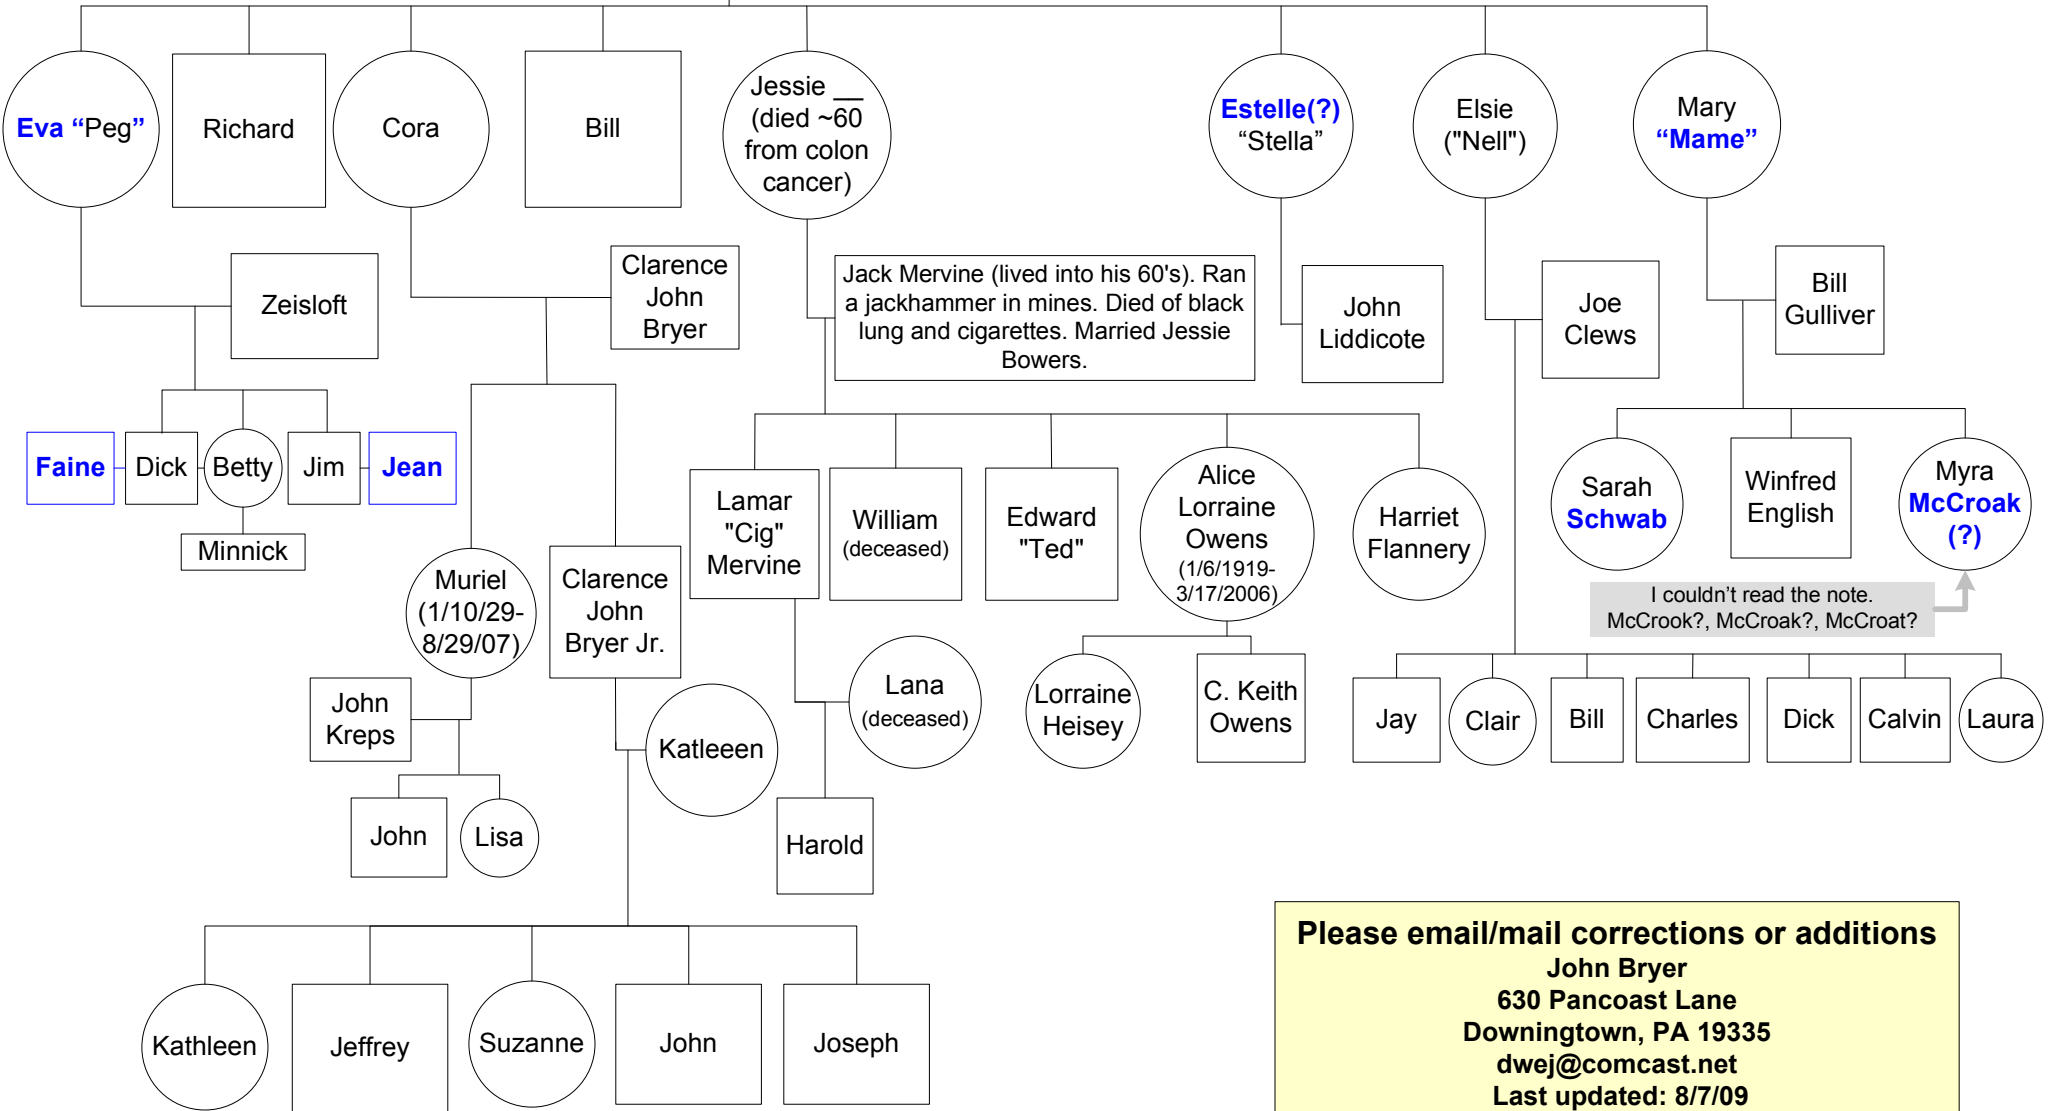 Eva “Peg”
Richard
Cora
Bill
Jessie __
(died ~60
from colon
cancer)
Estelle(?)
“Stella”
Elsie
("Nell")
Mary
“Mame”
Zeisloft
Clarence
John
Bryer
Jack Mervine (lived into his 60's). Ran
a jackhammer in mines. Died of black
lung and cigarettes. Married Jessie
Bowers.
John
Liddicote
Joe
Clews
Bill
Gulliver
Faine
Dick
Betty
Jim
Jean
Minnick
Muriel
(1/10/29-
8/29/07)
Clarence
John
Bryer Jr.
Lamar
"Cig"
Mervine
William
(deceased)
Edward
"Ted"
Alice
Lorraine
Owens
(1/6/1919-
3/17/2006)
Harriet
Flannery
Sarah
Schwab
Winfred
English
Myra
McCroak
(?)
I couldn’t read the note.
McCrook?, McCroak?, McCroat?
John
Kreps
Katleeen
Lana
(deceased)
Lorraine
Heisey
C. Keith
Owens
Jay
Clair
Bill
Charles
Dick
Calvin
Laura
John
Lisa
Harold
Kathleen
Jeffrey
Suzanne
John
Joseph
Please email/mail corrections or additions
John Bryer
630 Pancoast Lane
Downingtown, PA 19335
dwej@comcast.net
Last updated: 8/7/09